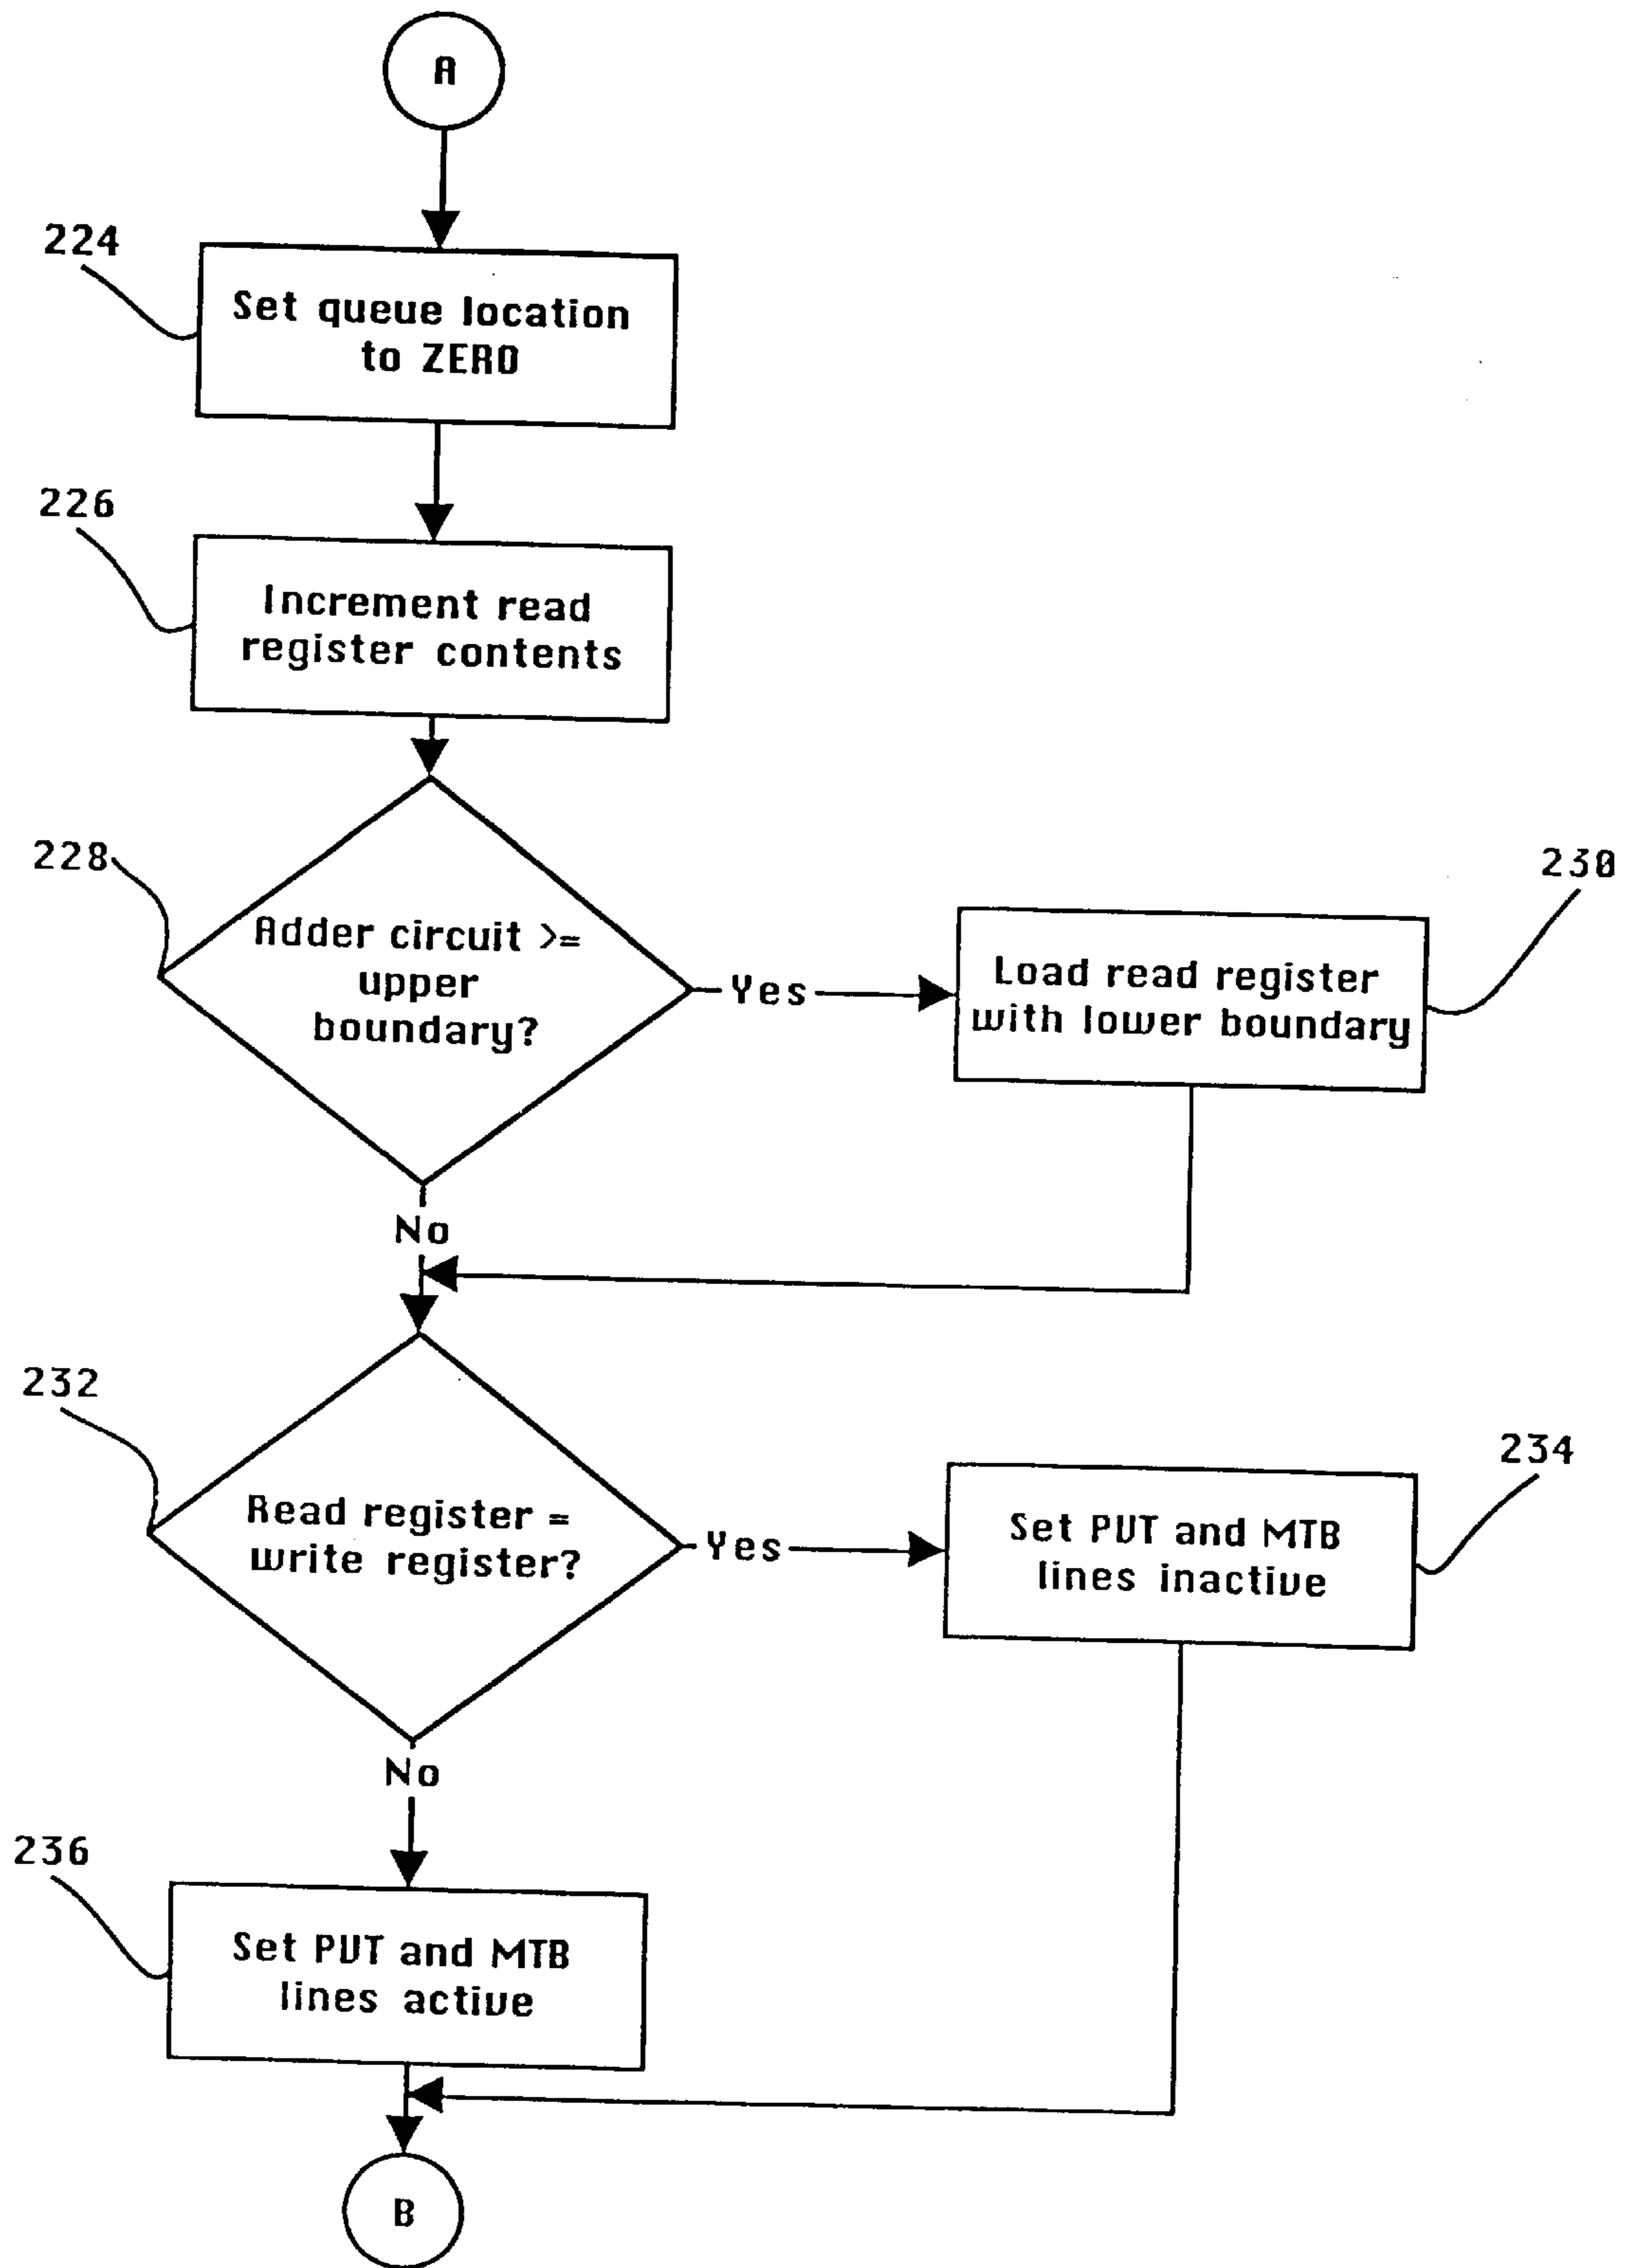 A
224
Set queue location
to ZERO
226
Increment read
register contents
228
Adder circuit >=
upper
boundary?
Yes
230
Load read register
with lower boundary
No
232
Read register =
write register?
Yes
234
Set PUT and MTB
lines inactive
No
236
Set PUT and MTB
lines active
B